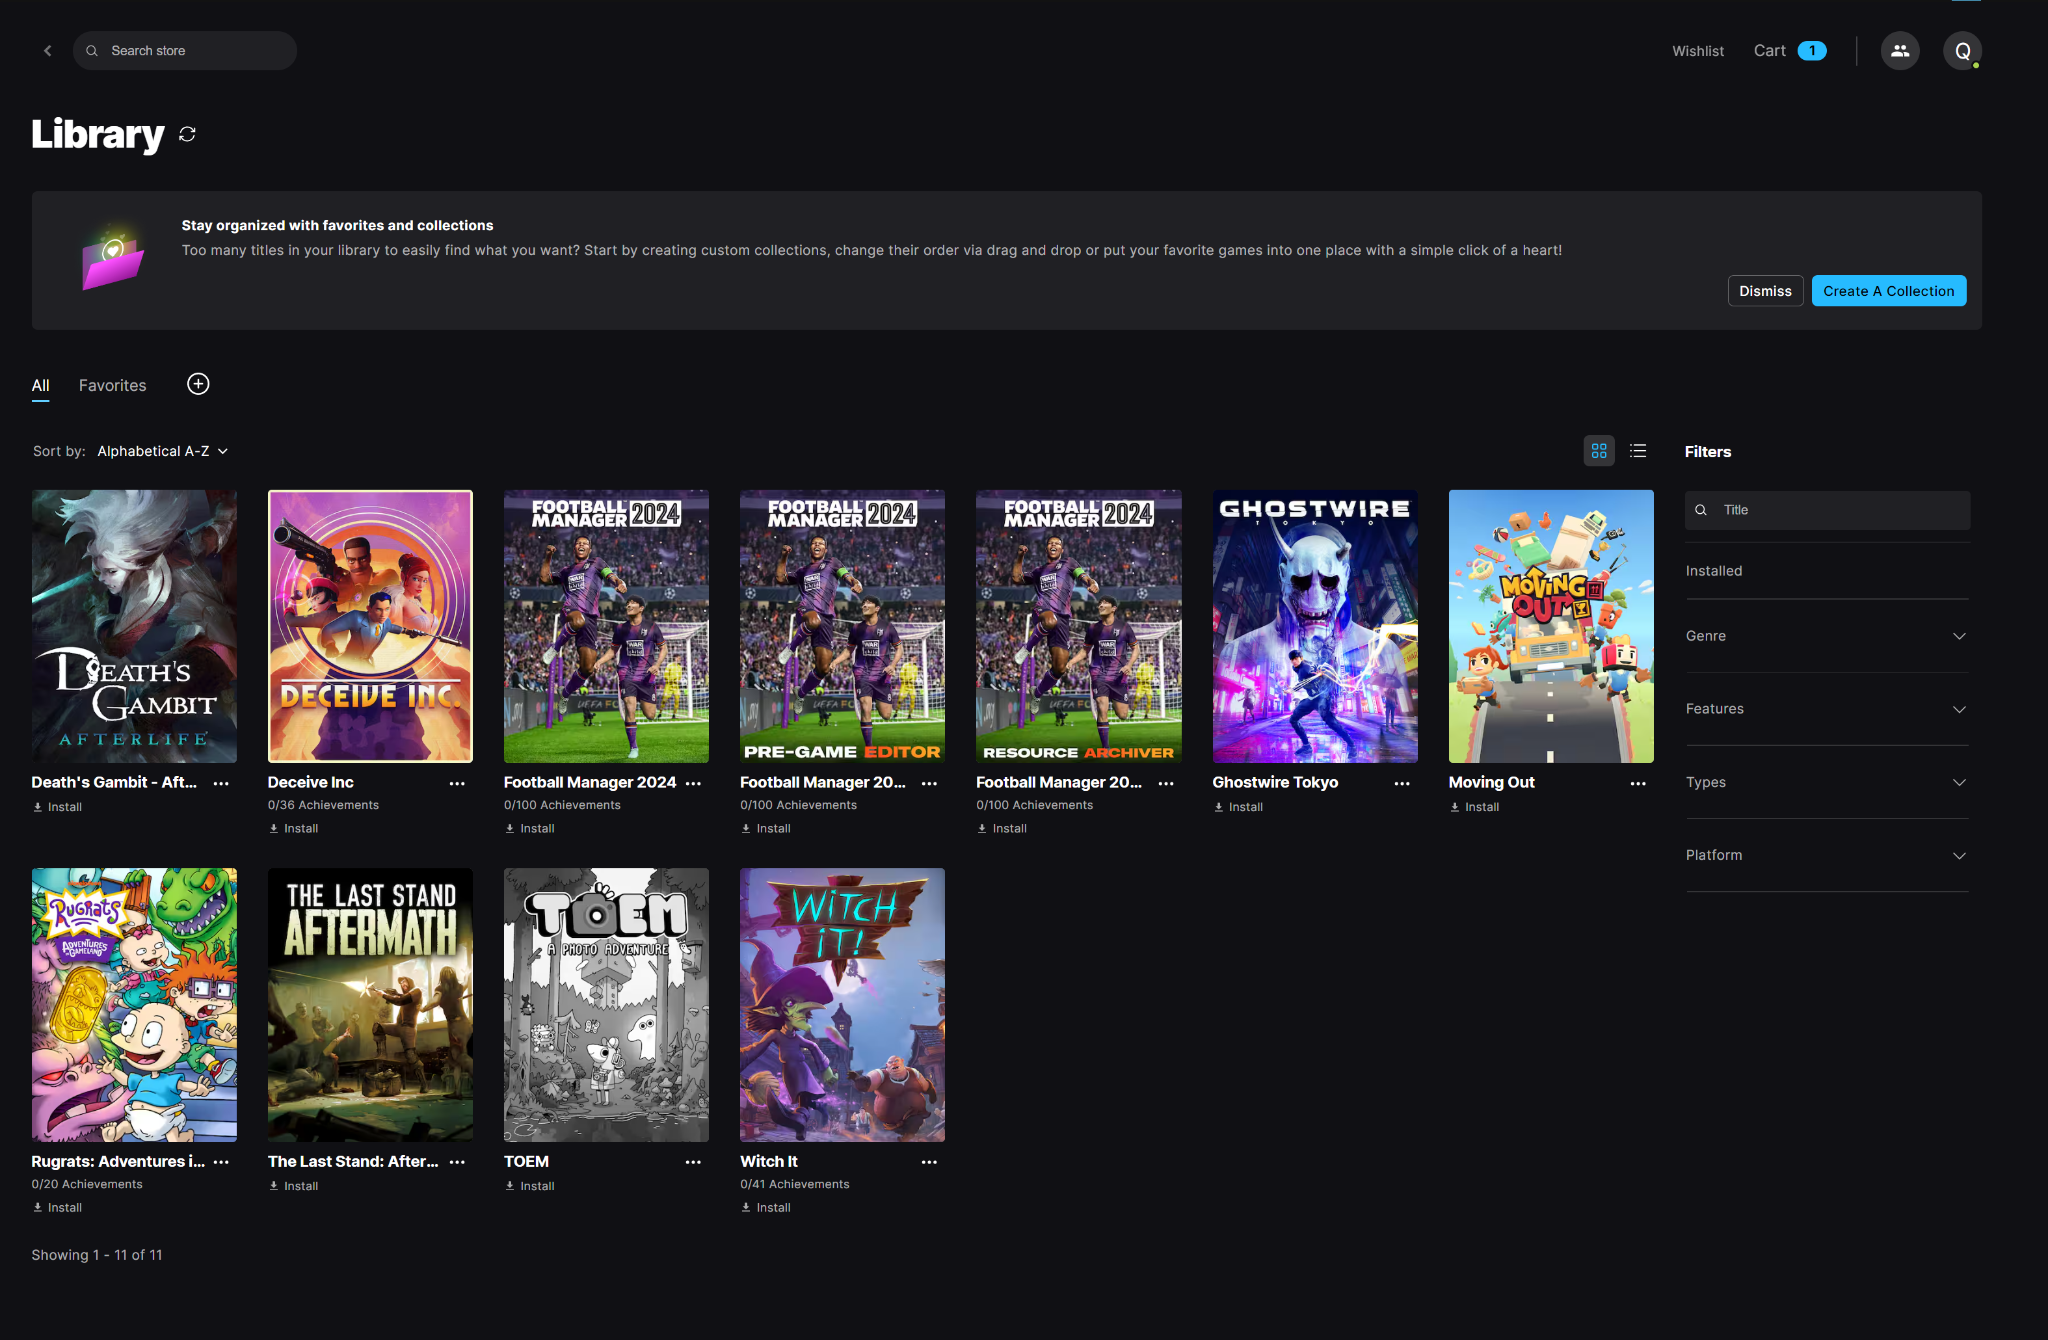 Search store
Wishlist
Cart 1
Q
Library
Stay organized with favorites and collections
Too many titles in your library to easily find what you want? Start by creating custom collections, change their order via drag and drop or put your favorite games into one place with a simple click of a heart!
Dismiss
Create A Collection
All
Favorites
Sort by: Alphabetical A-Z
Filters
Title
Installed
Genre
Features
Types
Platform
DEATH'S
GAMBIT
AFTERLIFE
Death's Gambit - Aft...
Install
DECEIVE INC.
Deceive Inc
0/36 Achievements
Install
FOOTBALL
MANAGER 2024
Football Manager 2024
0/100 Achievements
Install
FOOTBALL
MANAGER 2024
PRE-GAME EDITOR
Football Manager 20...
0/100 Achievements
Install
FOOTBALL
MANAGER 2024
RESOURCE ARCHIVER
Football Manager 20...
0/100 Achievements
Install
GHOSTWIRE
TOKYO
Ghostwire Tokyo
Install
MOVING
OUT
Moving Out
Install
RUGRATS
ADVENTURES
IN GAMELAND
Rugrats: Adventures i...
0/20 Achievements
Install
THE LAST STAND
AFTERMATH
The Last Stand: After...
Install
TOEM
A PHOTO ADVENTURE
TOEM
Install
WITCH
IT!
Witch It
0/41 Achievements
Install
Showing 1 - 11 of 11